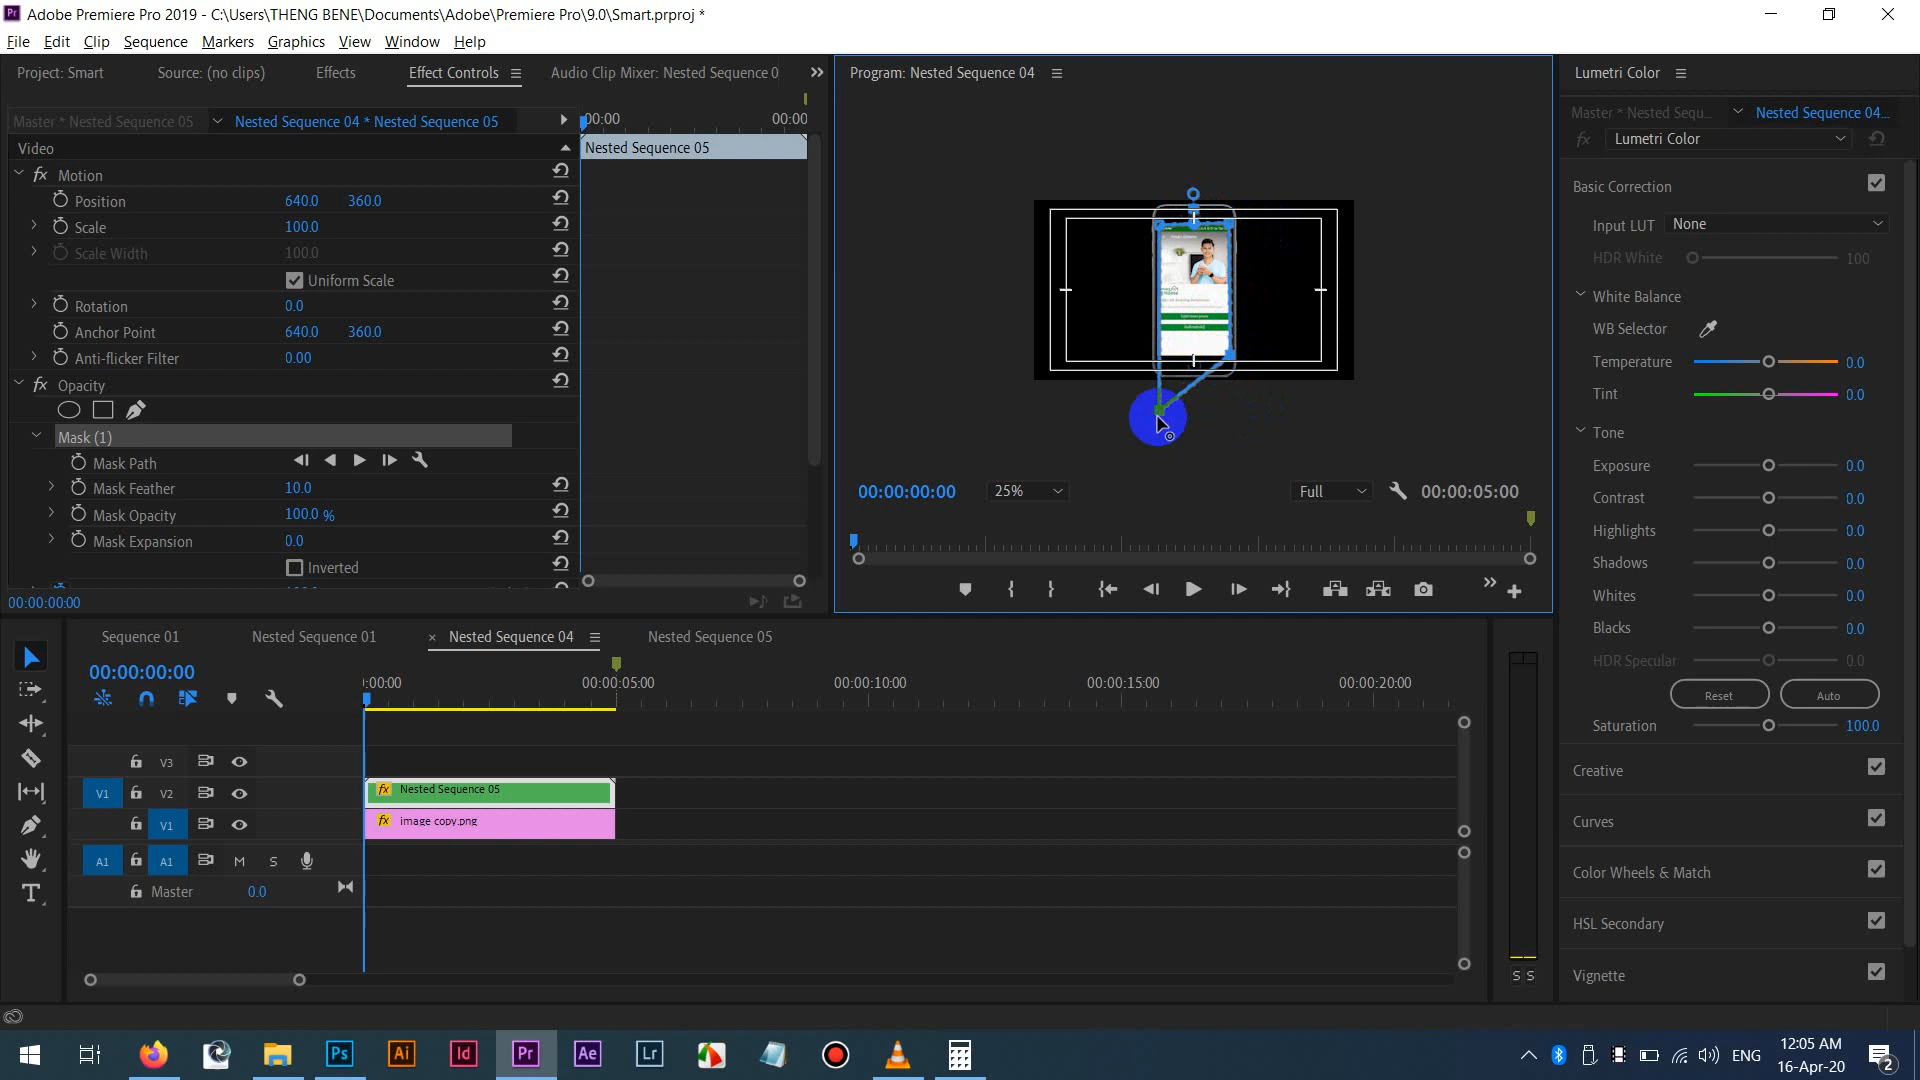 Adobe Premiere Pro 2019 - C:\Users\THENG BENE\Documents\Adobe\Premiere Pro\9.0\Smart.prproj *
File Edit Clip Sequence Markers Graphics View Window Help
Project: Smart Source: (no clips) Effects Effect Controls Audio Clip Mixer: Nested Sequence 0
Program: Nested Sequence 04
Lumetri Color
Master * Nested Sequence 05 Nested Sequence 04 * Nested Sequence 05
:00:00 00:00
Video
Nested Sequence 05
fx Motion
Position 640.0 360.0
Scale 100.0
Scale Width 100.0
Uniform Scale
Rotation 0.0
Anchor Point 640.0 360.0
Anti-flicker Filter 0.00
fx Opacity
Mask (1)
Mask Path
Mask Feather 10.0
Mask Opacity 100.0 %
Mask Expansion 0.0
Inverted
00:00:00:00
00:00:00:00 25% Full 00:00:05:00
Master * Nested Sequ... Nested Sequence 04...
fx Lumetri Color
Basic Correction
Input LUT None
HDR White 100
White Balance
WB Selector
Temperature 0.0
Tint 0.0
Tone
Exposure 0.0
Contrast 0.0
Highlights 0.0
Shadows 0.0
Whites 0.0
Blacks 0.0
HDR Specular 0.0
Reset Auto
Saturation 100.0
Creative
Curves
Color Wheels & Match
HSL Secondary
Vignette
Sequence 01 Nested Sequence 01 × Nested Sequence 04 Nested Sequence 05
00:00:00:00
:00:00 00:00:05:00 00:00:10:00 00:00:15:00 00:00:20:00
V3
V1 V2 fx Nested Sequence 05
V1 fx image copy.png
A1 A1 M S
Master 0.0
S S
Ps Ai Id Pr Ae Lr
ENG
12:05 AM
16-Apr-20
2